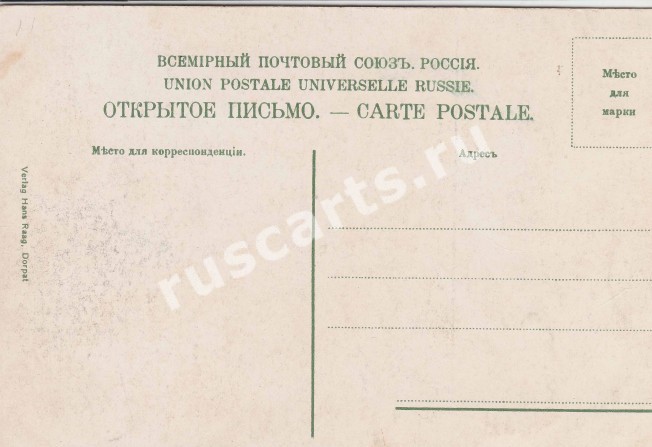 ВСЕМІРНЫЙ ПОЧТОВЫЙ СОЮЗЪ. РОССІЯ.
UNION POSTALE UNIVERSELLE RUSSIE.
ОТКРЫТОЕ ПИСЬМО. — CARTE POSTALE.
Мѣсто
для
марки
Мѣсто для корреспонденціи.
Адресъ
Verlag Hans Raag, Dorpat
ruscarts.ru